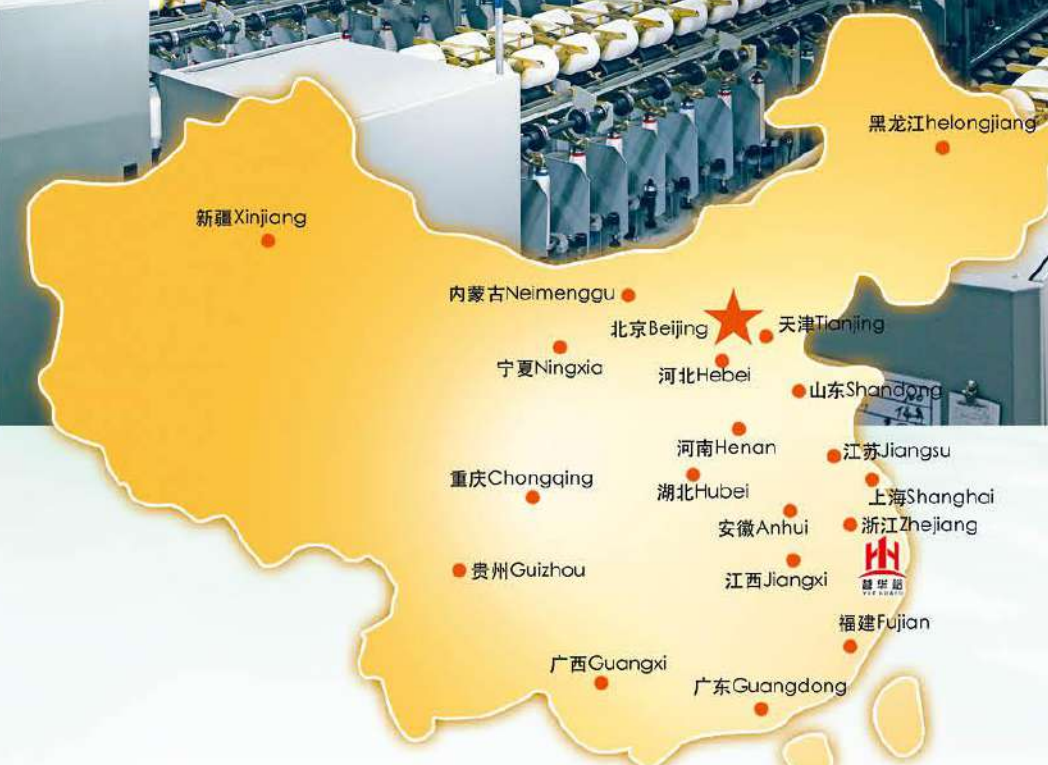 黑龙江helongjiang
新疆Xinjiang
内蒙古Neimenggu
北京Beijing
天津Tianjing
宁夏Ningxia
河北Hebei
山东Shandong
河南Henan
江苏Jiangsu
重庆Chongqing
湖北Hubei
上海Shanghai
安徽Anhui
浙江Zhejiang
贵州Guizhou
江西Jiangxi
福建Fujian
广西Guangxi
广东Guangdong